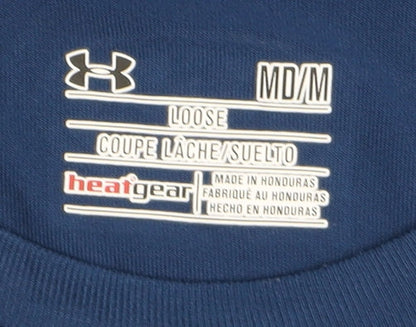 MD/M
LOOSE
COUPE LÂCHE/SUELTO
heatgear
MADE IN HONDURAS
FABRIQUÉ AU HONDURAS
HECHO EN HONDURAS